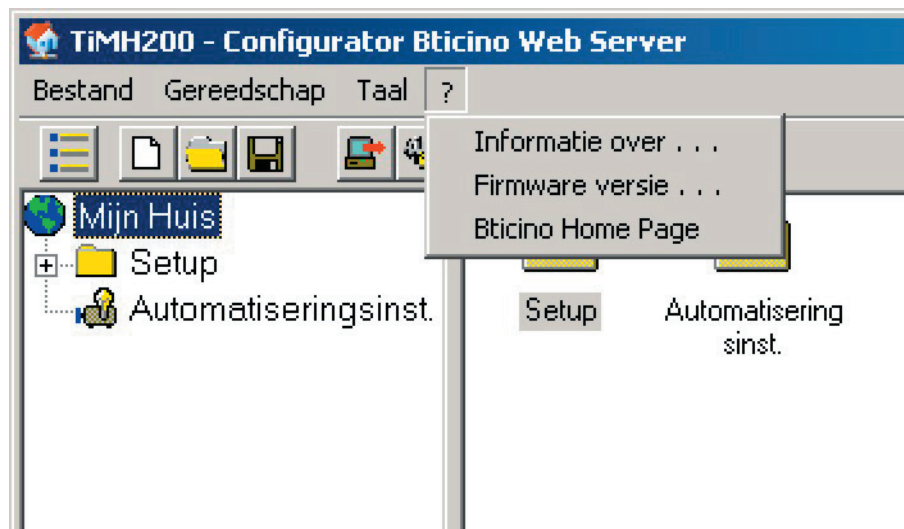 TiMH200 - Configurator Bticino Web Server
Bestand Gereedschap Taal ?
Informatie over . . .
Firmware versie . . .
Bticino Home Page
Mijn Huis
Setup
Automatiseringsinst.
Setup
Automatisering
sinst.